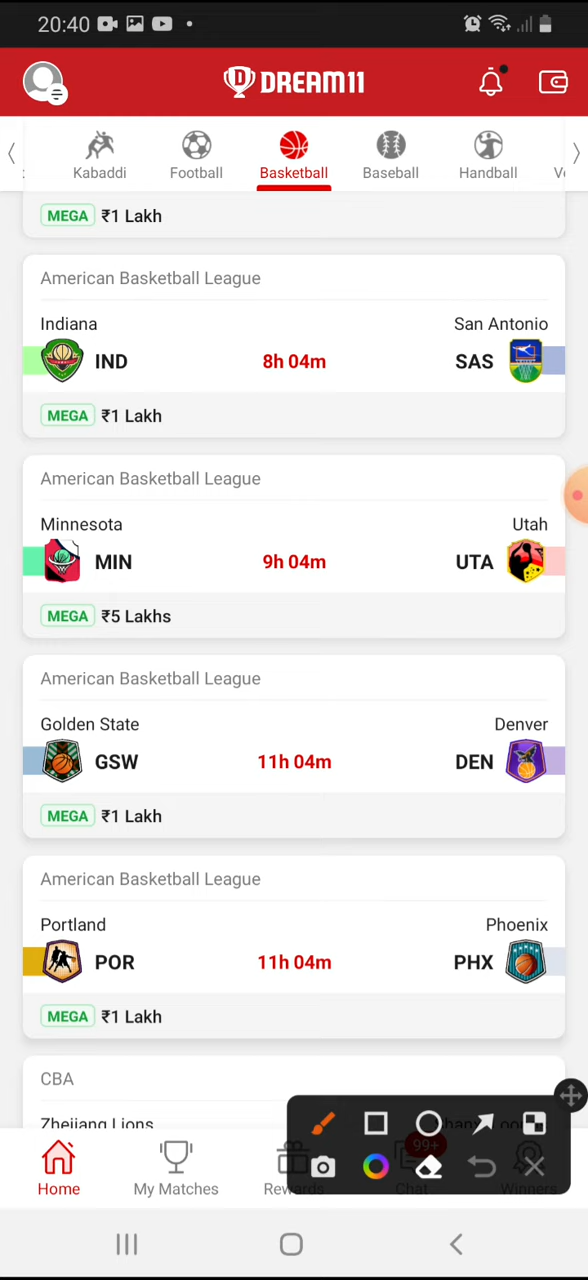 20:40
DREAM11
Kabaddi
Football
Basketball
Baseball
Handball
MEGA ₹1 Lakh
American Basketball League
Indiana
San Antonio
IND
8h 04m
SAS
MEGA ₹1 Lakh
American Basketball League
Minnesota
Utah
MIN
9h 04m
UTA
MEGA ₹5 Lakhs
American Basketball League
Golden State
Denver
GSW
11h 04m
DEN
MEGA ₹1 Lakh
American Basketball League
Portland
Phoenix
POR
11h 04m
PHX
MEGA ₹1 Lakh
CBA
Zhejiang Lions
99+
Home
My Matches
Rewards
Chat
Winners